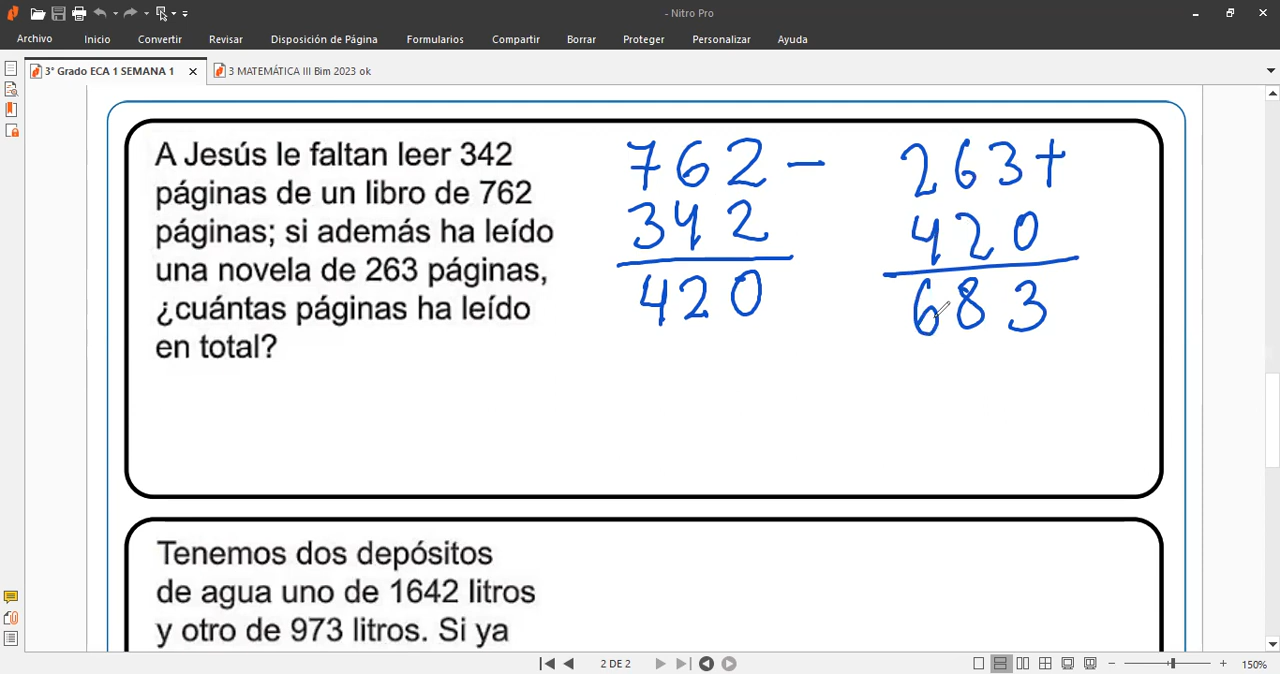 - Nitro Pro
Archivo Inicio Convertir Revisar Disposición de Página Formularios Compartir Borrar Proteger Personalizar Ayuda
3° Grado ECA 1 SEMANA 1 3 MATEMÁTICA III Bim 2023 ok
A Jesús le faltan leer 342
páginas de un libro de 762
páginas; si además ha leído
una novela de 263 páginas,
¿cuántas páginas ha leído
en total?
762 -
342
420
263+
420
683
Tenemos dos depósitos
de agua uno de 1642 litros
y otro de 973 litros. Si ya
2 DE 2
150%